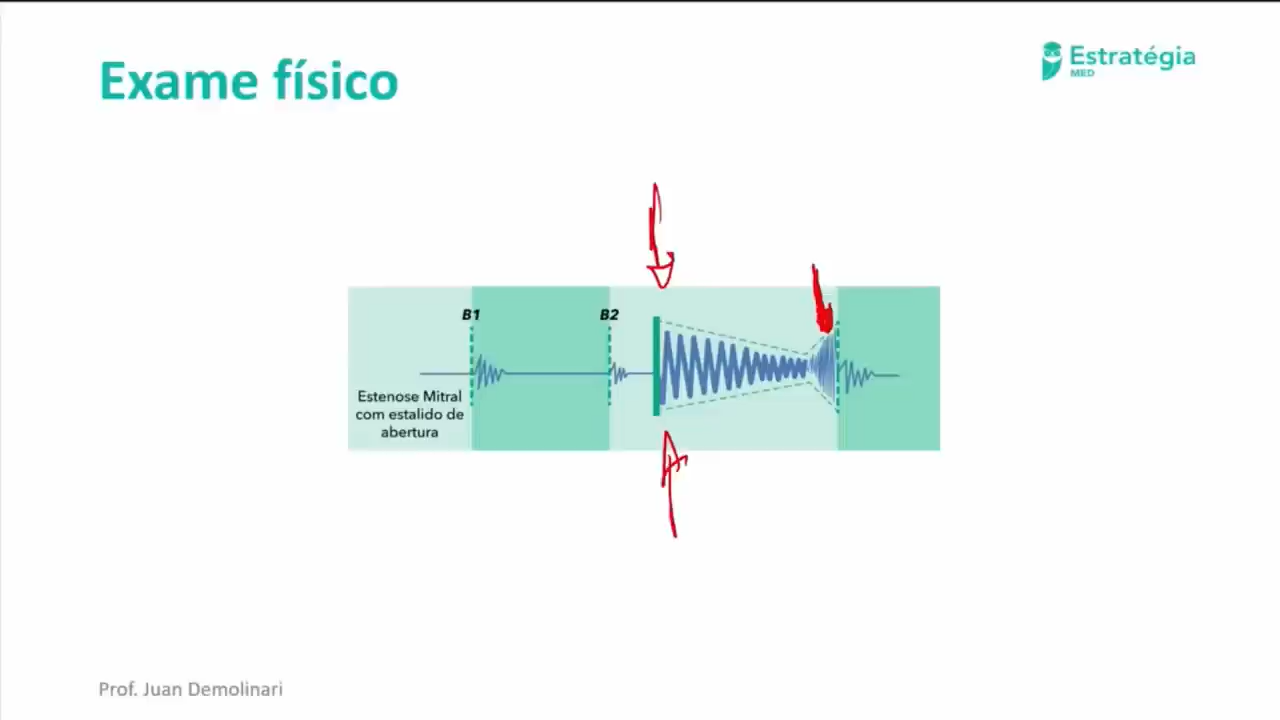 Exame físico
Estratégia
MED
B1
B2
Estenose Mitral
com estalido de
abertura
Prof. Juan Demolinari